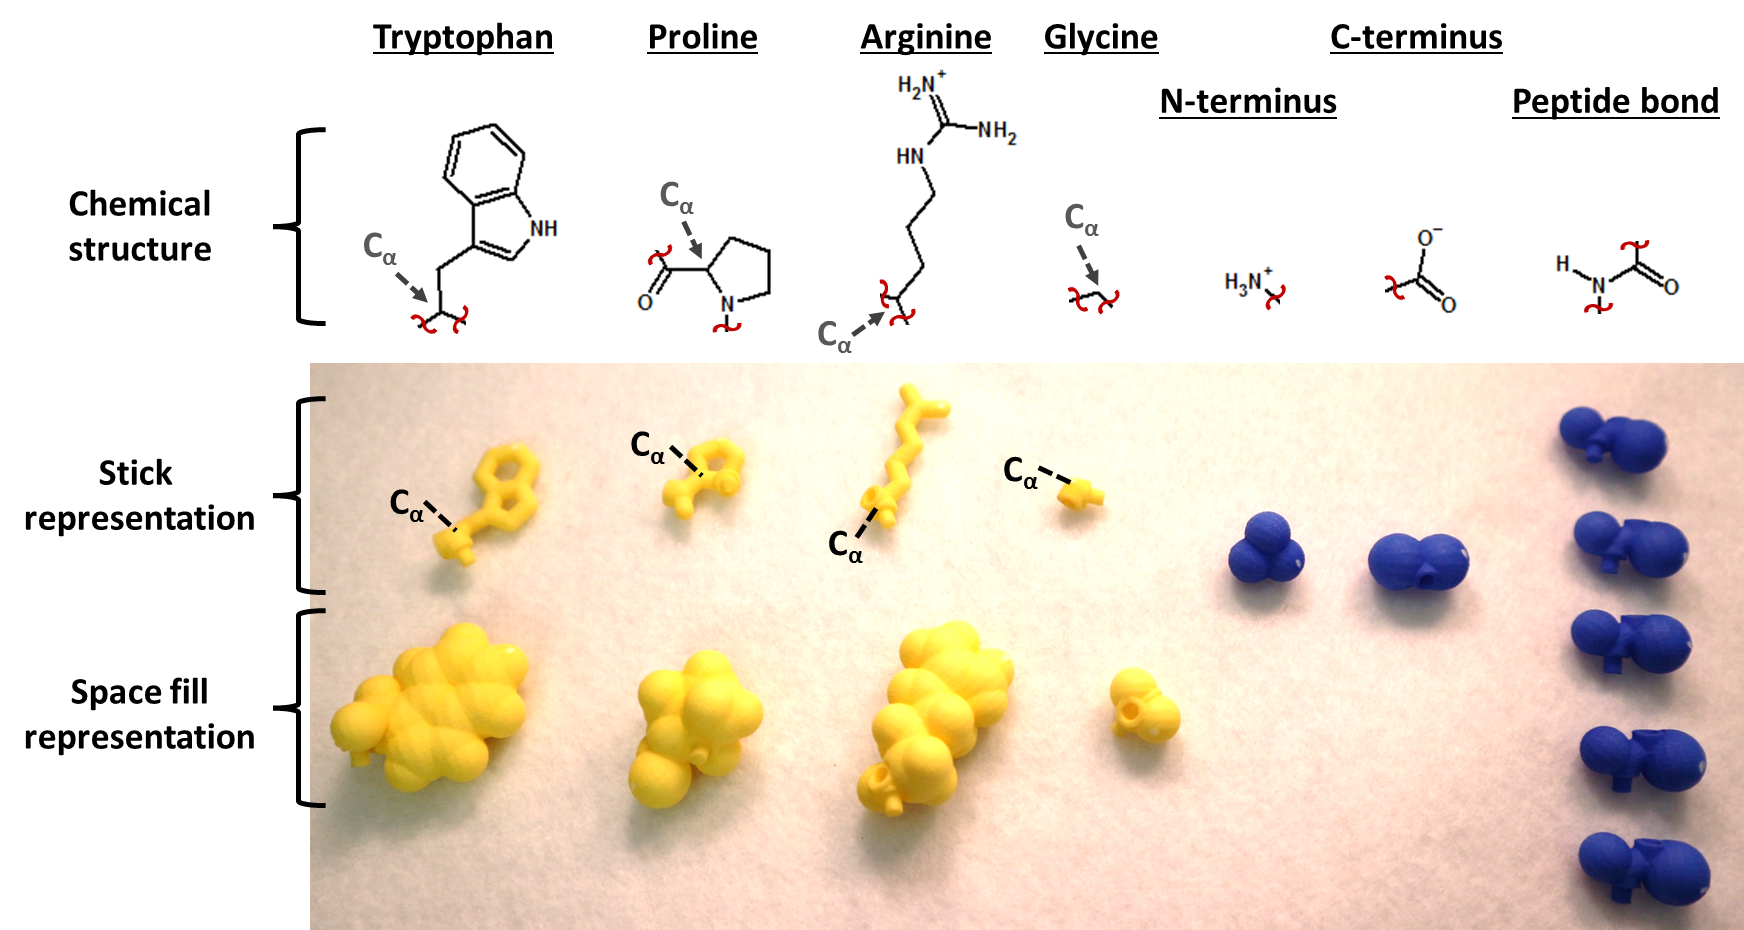 Tryptophan
Proline
Arginine
Glycine
C-terminus
N-terminus
Peptide bond
Chemical
structure
Cα
NH
Cα
O
N
H₂N⁺
NH₂
HN
Cα
Cα
H₃N⁺
O⁻
O
H
N
O
Stick
representation
Cα
Cα
Cα
Cα
Space fill
representation